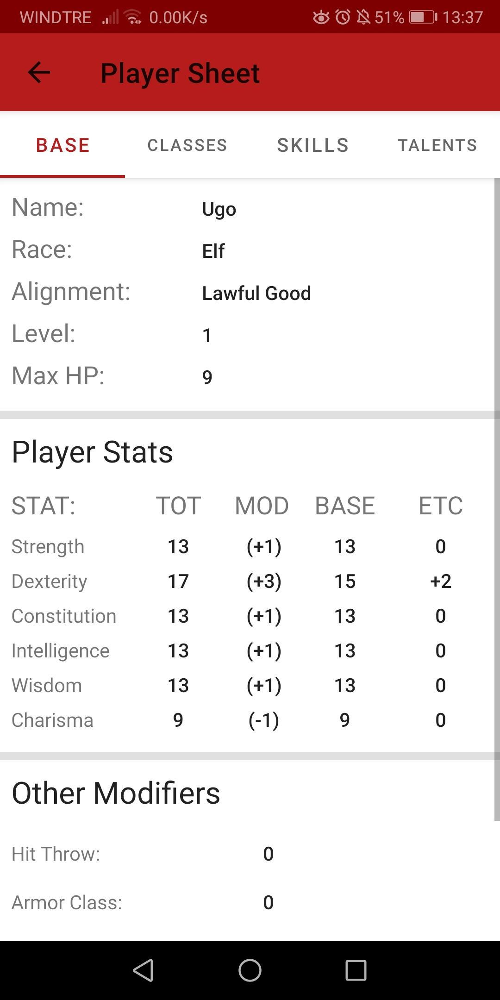 WINDTRE 0.00K/s 51% 13:37
Player Sheet
BASE CLASSES SKILLS TALENTS
Name: Ugo
Race: Elf
Alignment: Lawful Good
Level: 1
Max HP: 9
Player Stats
STAT: TOT MOD BASE ETC
Strength 13 (+1) 13 0
Dexterity 17 (+3) 15 +2
Constitution 13 (+1) 13 0
Intelligence 13 (+1) 13 0
Wisdom 13 (+1) 13 0
Charisma 9 (-1) 9 0
Other Modifiers
Hit Throw: 0
Armor Class: 0